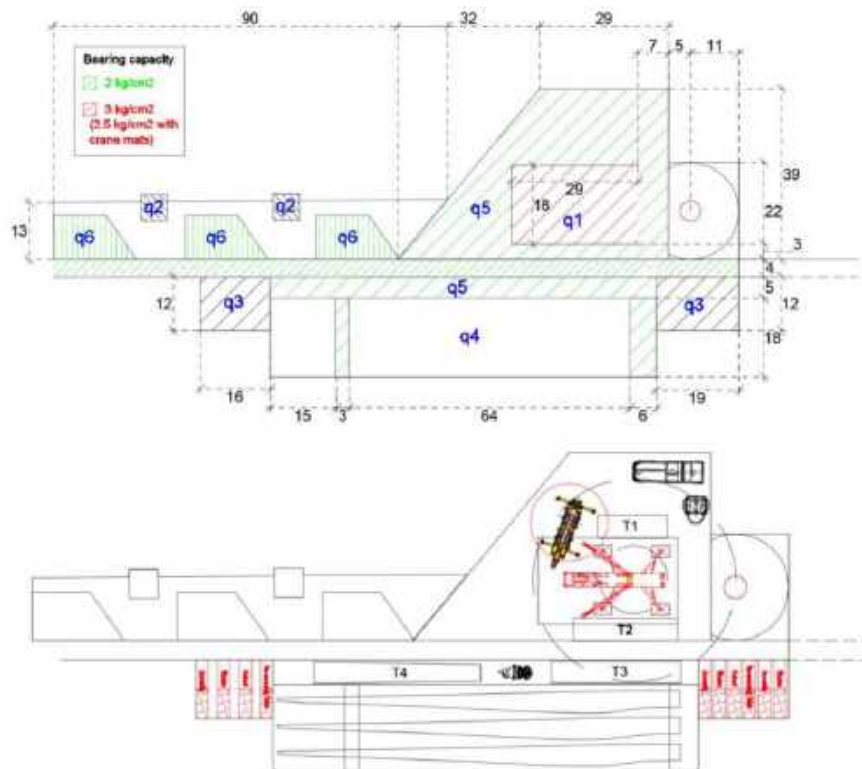 90 32 29
7 5 11
Bearing capacity
2 kg/cm2
3 kg/cm2
(3.5 kg/cm2 with
crane mats)
39
29
q2 q2 q5 18 q1 22
13
q6 q6 q6
3
4
q5 5
12 q3 q3 12
q4 18
16 19
15 3 64 6
T1
T2
T4 T3